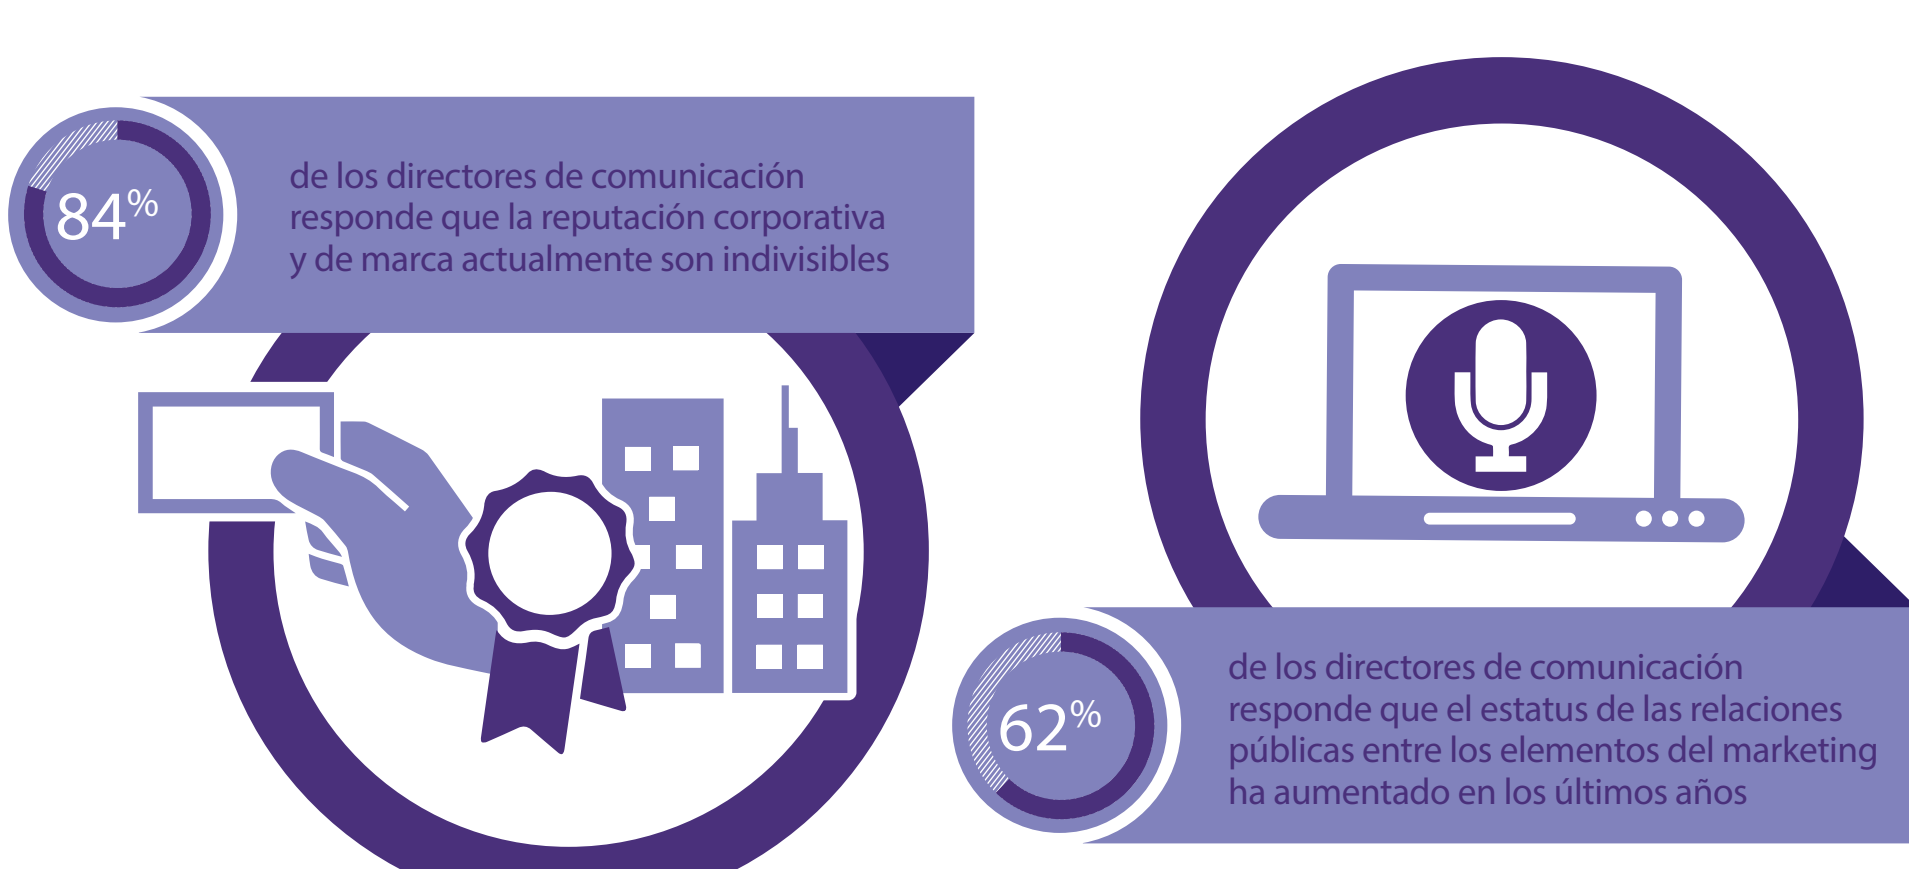 84%
de los directores de comunicación
responde que la reputación corporativa
y de marca actualmente son indivisibles
62%
de los directores de comunicación
responde que el estatus de las relaciones
públicas entre los elementos del marketing
ha aumentado en los últimos años